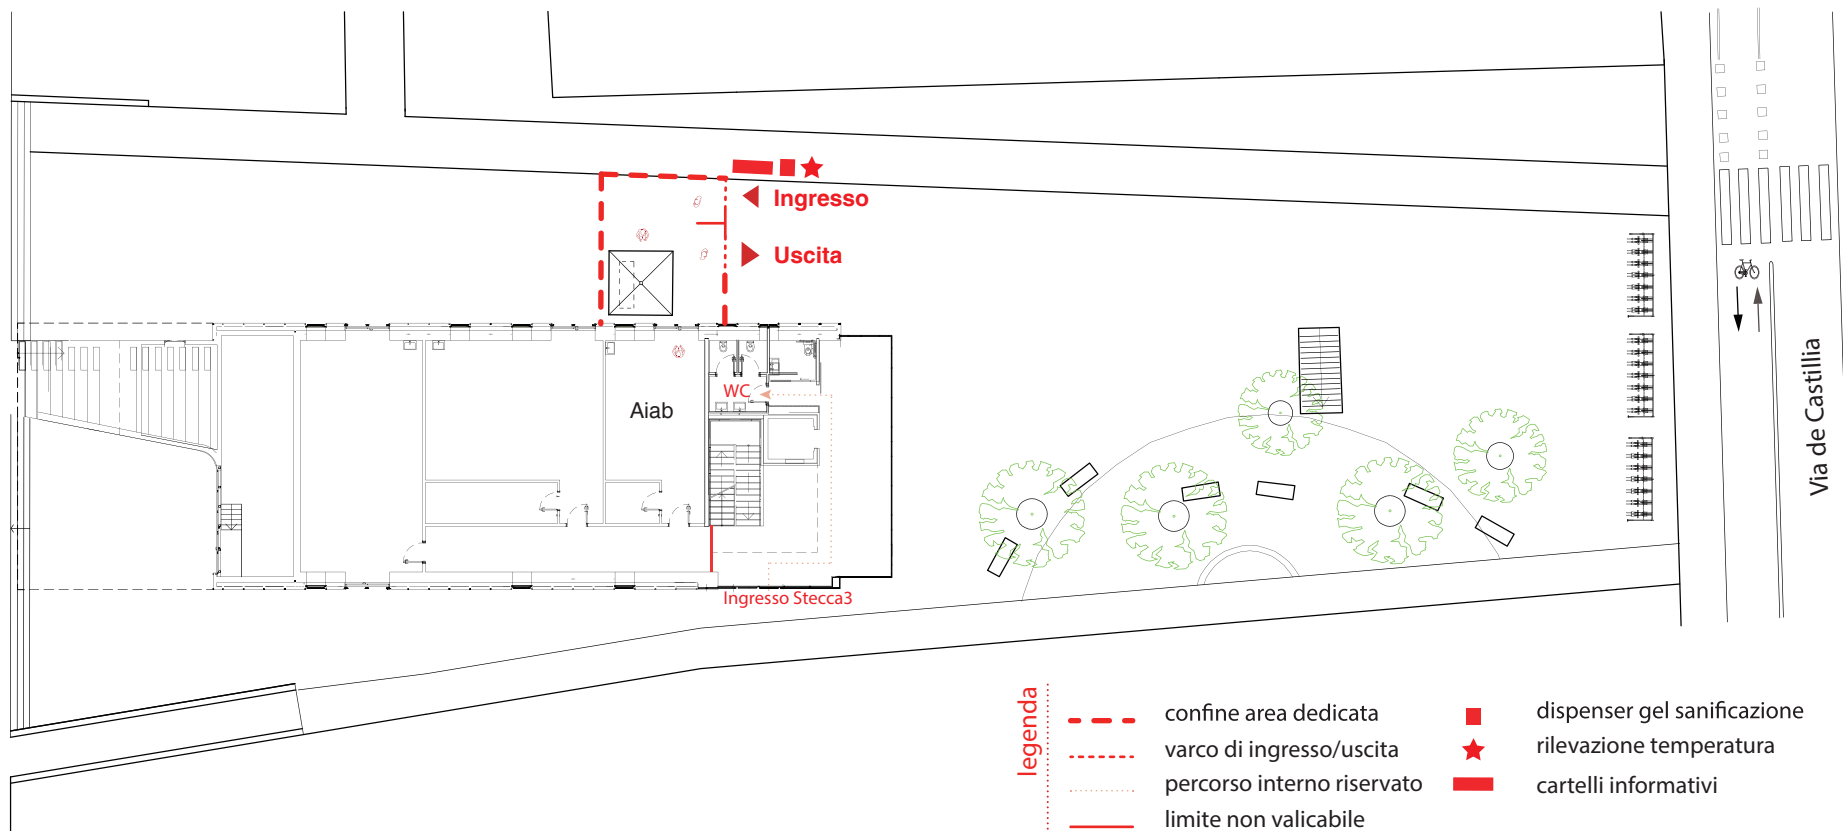 Ingresso
Uscita
WC
Aiab
Ingresso Stecca3
Via de Castillia
legenda
confine area dedicata
varco di ingresso/uscita
percorso interno riservato
limite non valicabile
dispenser gel sanificazione
rilevazione temperatura
cartelli informativi